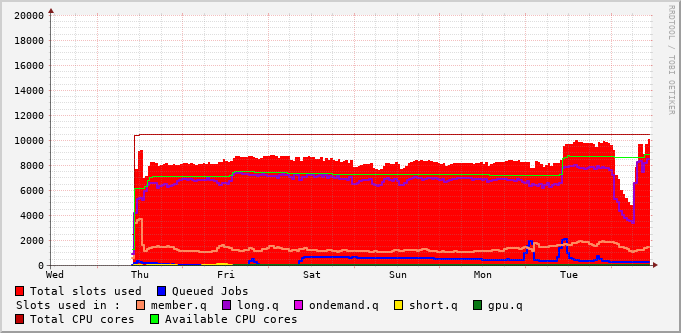 RRDTOOL / TOBI OETIKER
20000
18000
16000
14000
12000
10000
8000
6000
4000
2000
0
Wed Thu Fri Sat Sun Mon Tue
Total slots used Queued Jobs
Slots used in : member.q long.q ondemand.q short.q gpu.q
Total CPU cores Available CPU cores